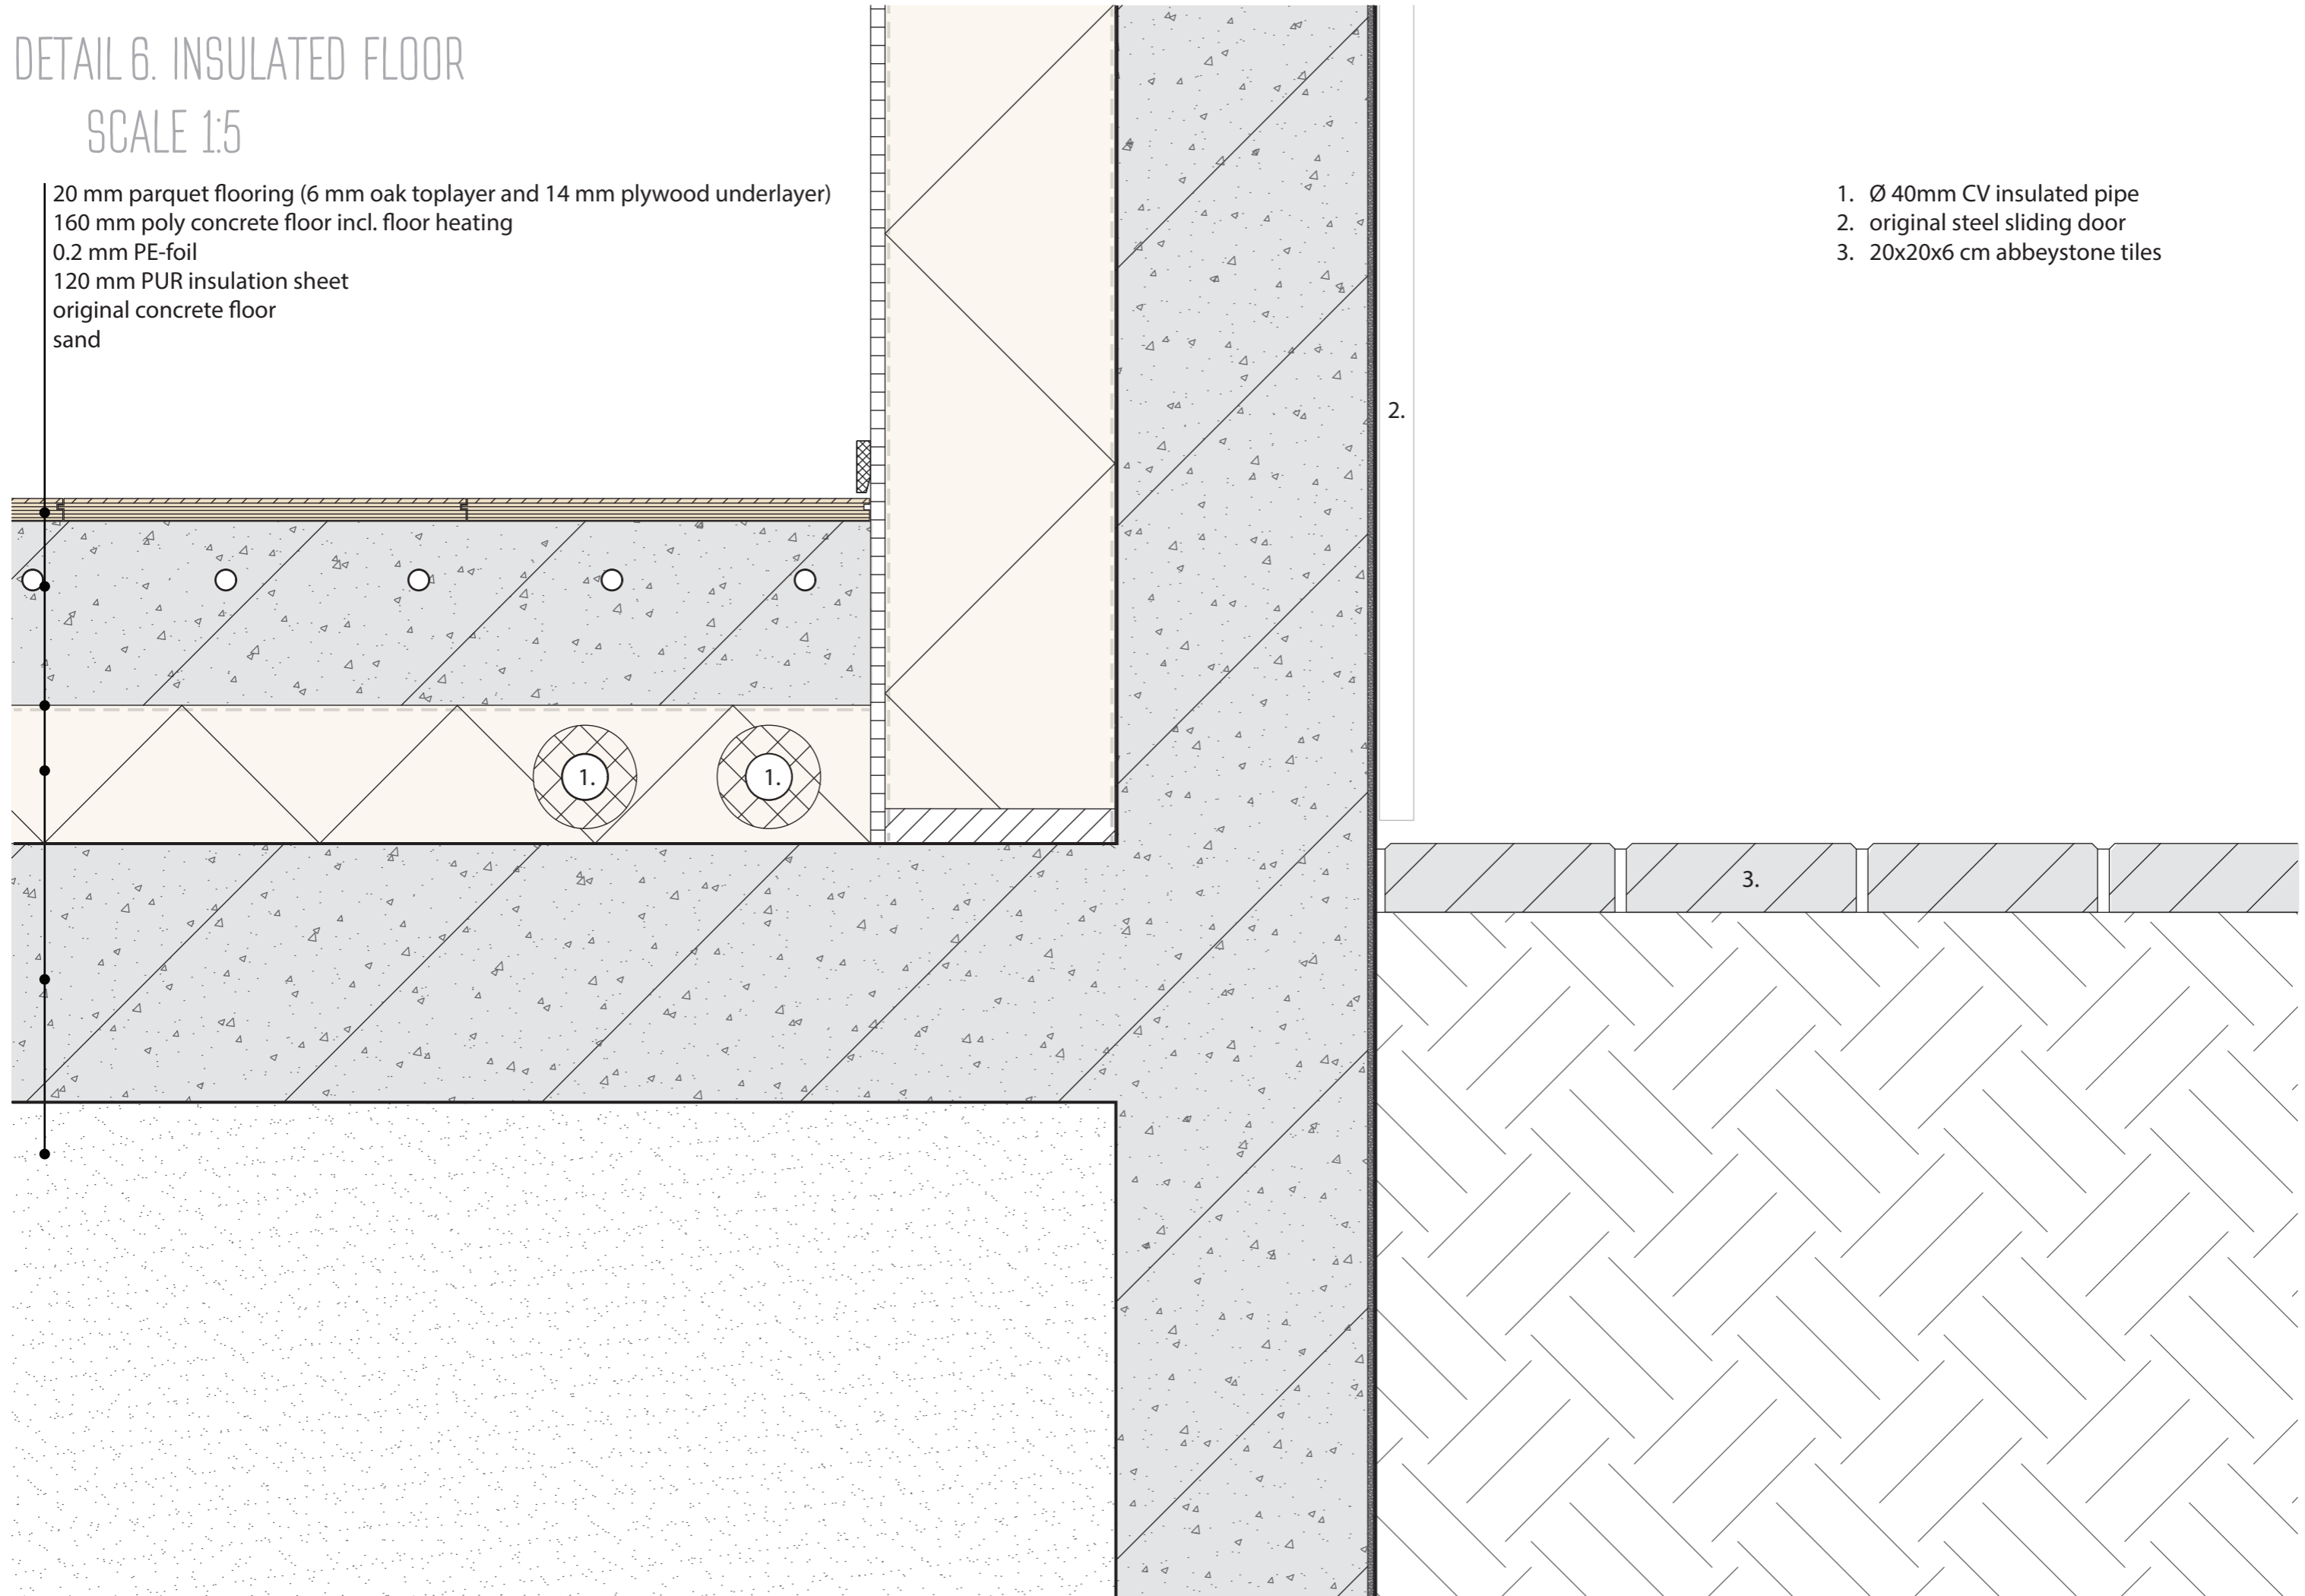 DETAIL 6. INSULATED FLOOR
SCALE 1:5
20 mm parquet flooring (6 mm oak toplayer and 14 mm plywood underlayer)
160 mm poly concrete floor incl. floor heating
0.2 mm PE-foil
120 mm PUR insulation sheet
original concrete floor
sand
1. Ø 40mm CV insulated pipe
2. original steel sliding door
3. 20x20x6 cm abbeystone tiles
2.
1.
1.
3.